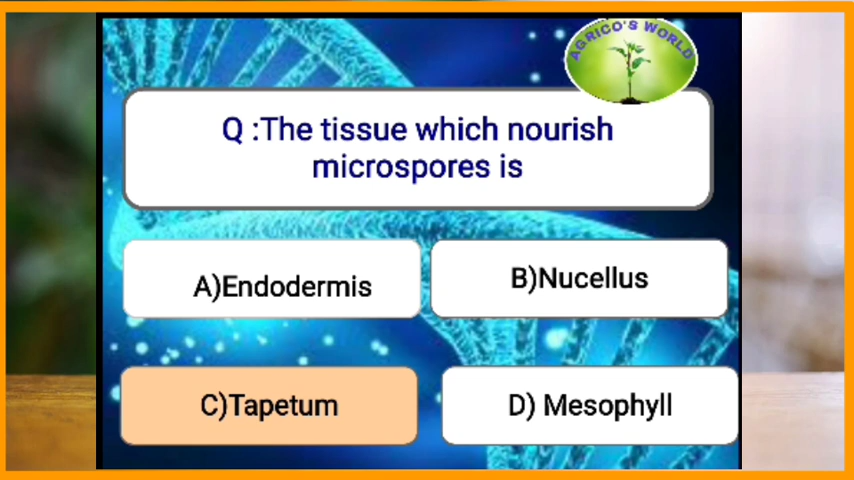 AGRICO'S WORLD
Q :The tissue which nourish
microspores is
A)Endodermis
B)Nucellus
C)Tapetum
D) Mesophyll